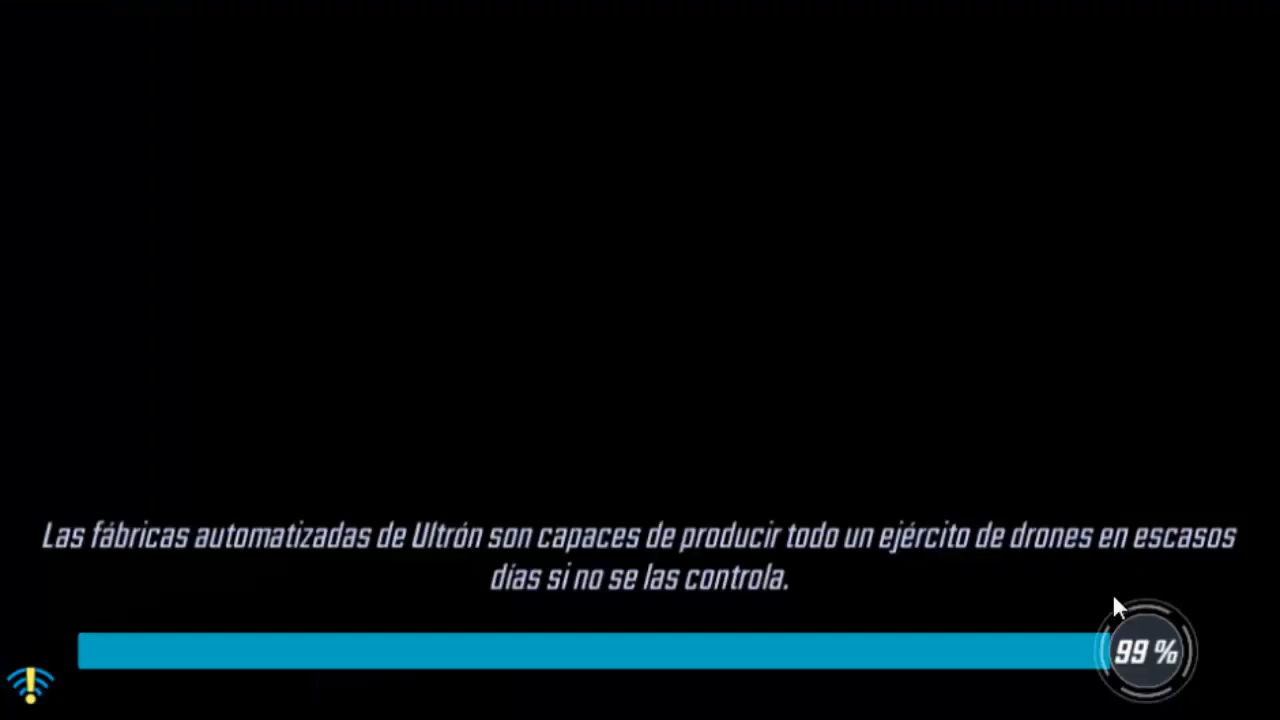 Las fábricas automatizadas de Ultrón son capaces de producir todo un ejército de drones en escasos
días si no se las controla.
99 %